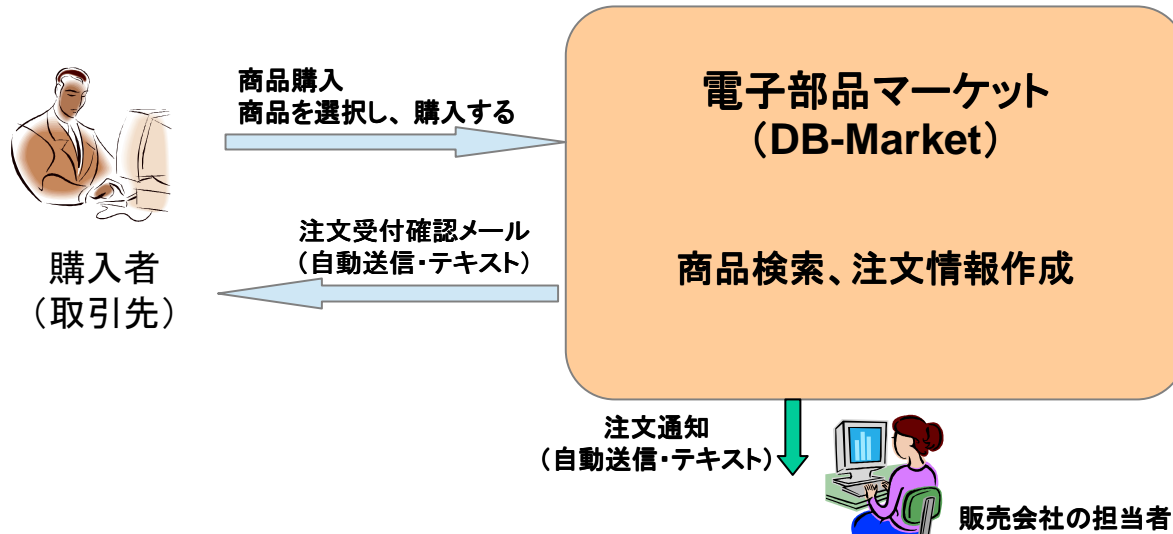 商品購入
商品を選択し、購入する
電子部品マーケット
（DB-Market）
注文受付確認メール
（自動送信・テキスト）
商品検索、注文情報作成
購入者
（取引先）
注文通知
（自動送信・テキスト）
販売会社の担当者